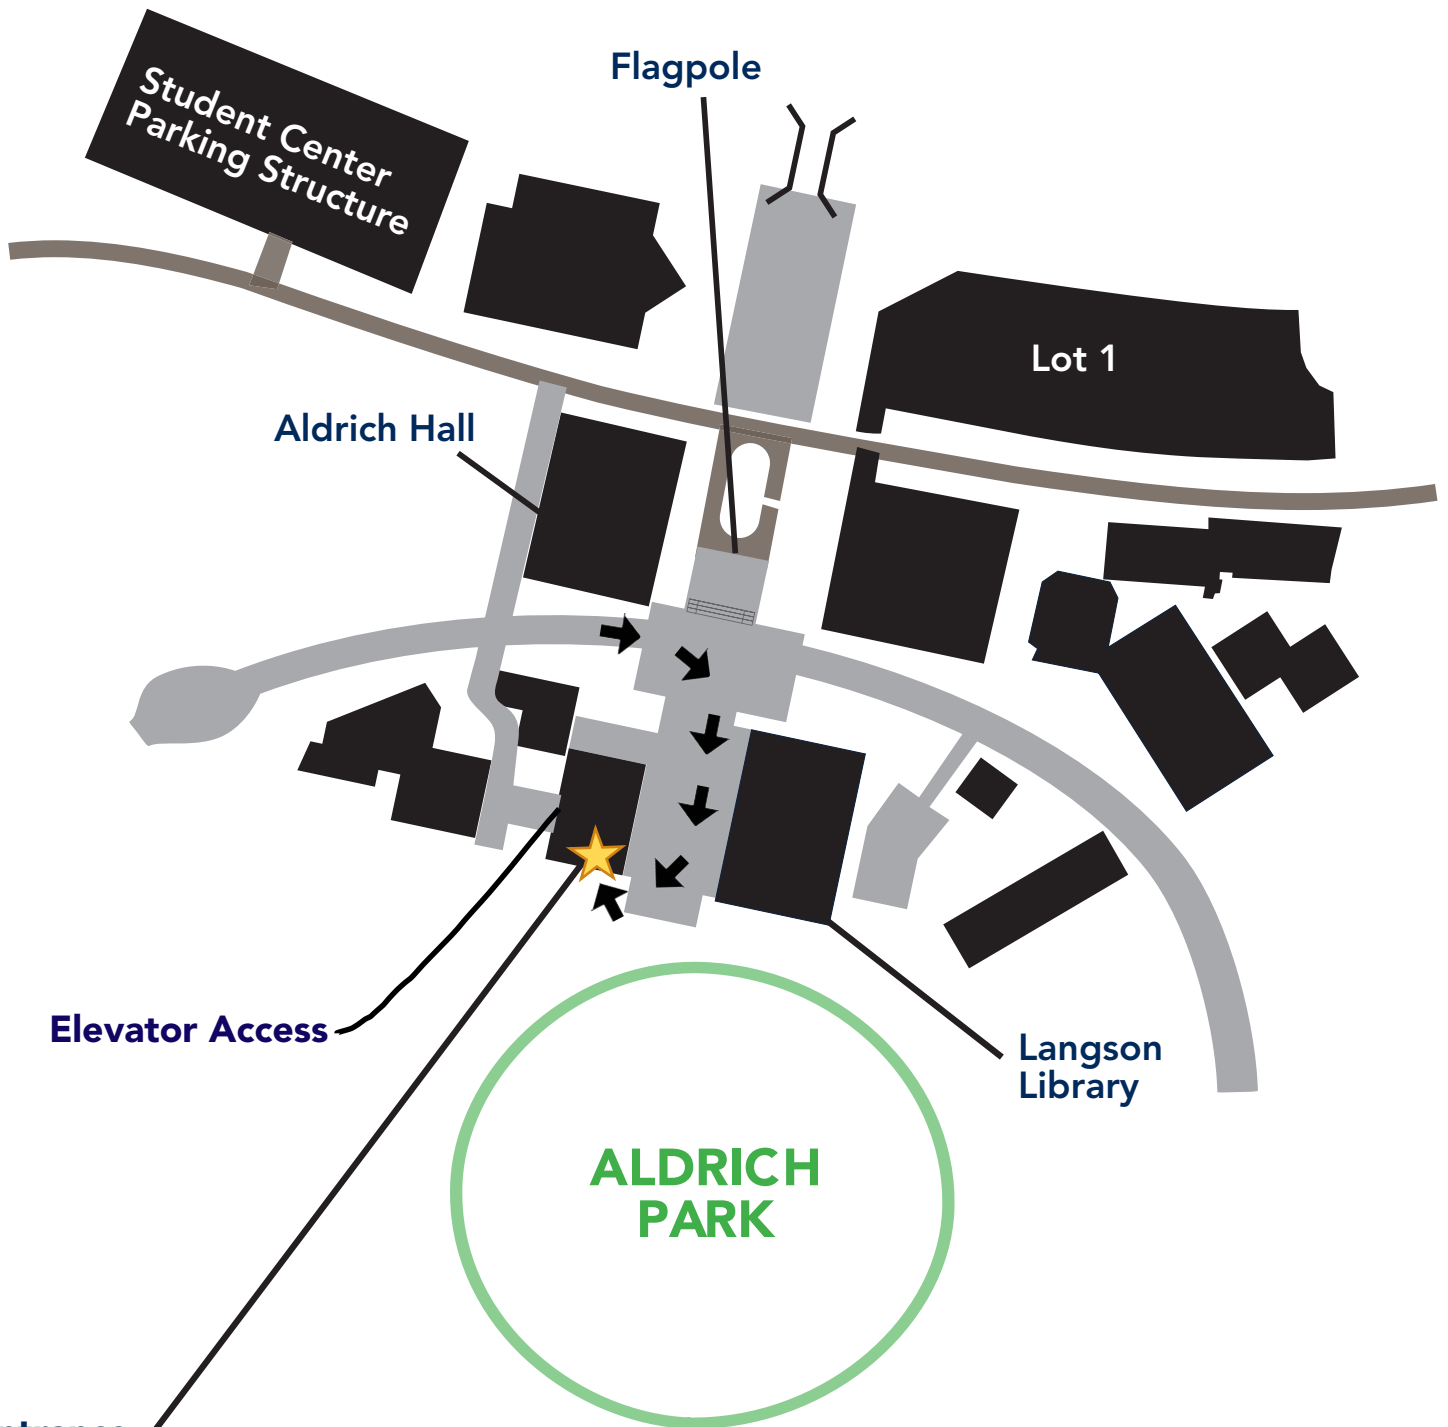 Flagpole
Student Center
Parking Structure
Lot 1
Aldrich Hall
Elevator Access
Langson
Library
ALDRICH
PARK